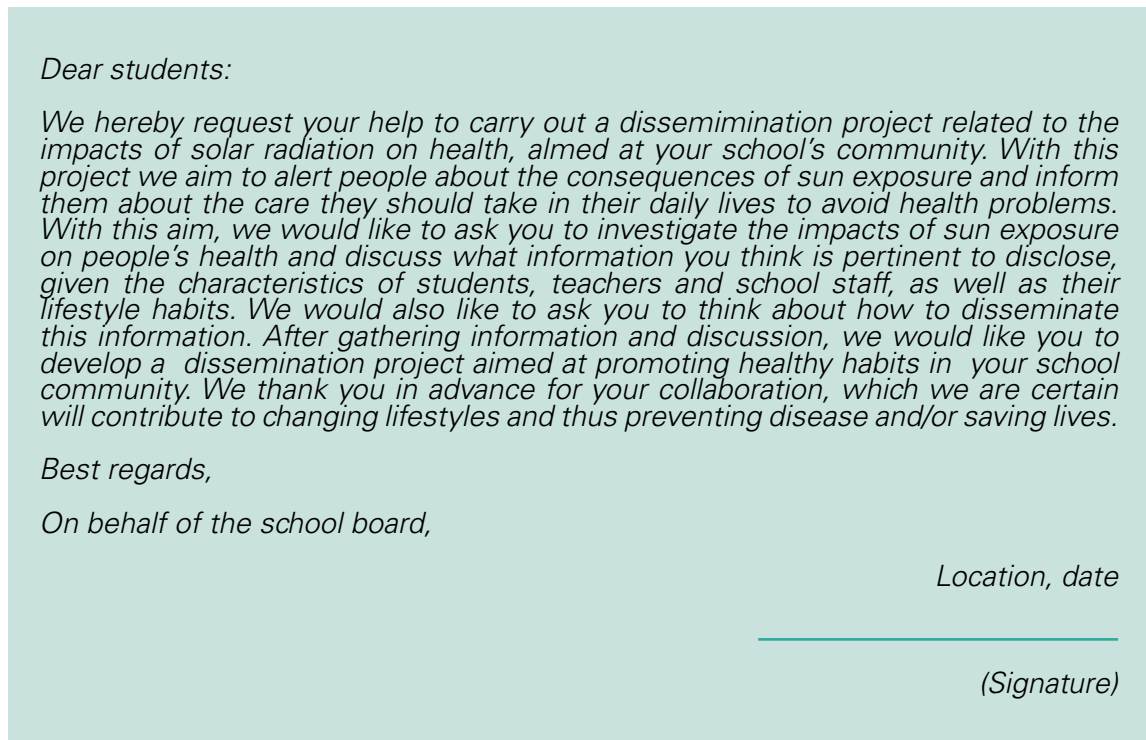 Dear students:
We hereby request your help to carry out a dissemimination project related to the
impacts of solar radiation on health, almed at your school's community. With this
project we aim to alert people about the consequences of sun exposure and inform
them about the care they should take in their daily lives to avoid health problems.
With this aim, we would like to ask you to investigate the impacts of sun exposure
on people's health and discuss what information you think is pertinent to disclose,
given the characteristics of students, teachers and school staff, as well as their
lifestyle habits. We would also like to ask you to think about how to disseminate
this information. After gathering information and discussion, we would like you to
develop a dissemination project aimed at promoting healthy habits in your school
community. We thank you in advance for your collaboration, which we are certain
will contribute to changing lifestyles and thus preventing disease and/or saving lives.
Best regards,
On behalf of the school board,
Location, date
(Signature)